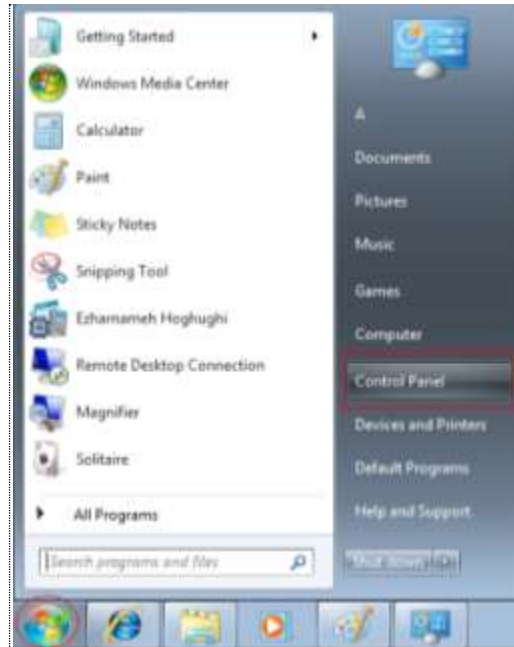 Getting Started
Windows Media Center
Calculator
Paint
Sticky Notes
Snipping Tool
Ezharnameh Hoghughi
Remote Desktop Connection
Magnifier
Solitaire
All Programs
Search programs and files
A
Documents
Pictures
Music
Games
Computer
Control Panel
Devices and Printers
Default Programs
Help and Support
Shut down